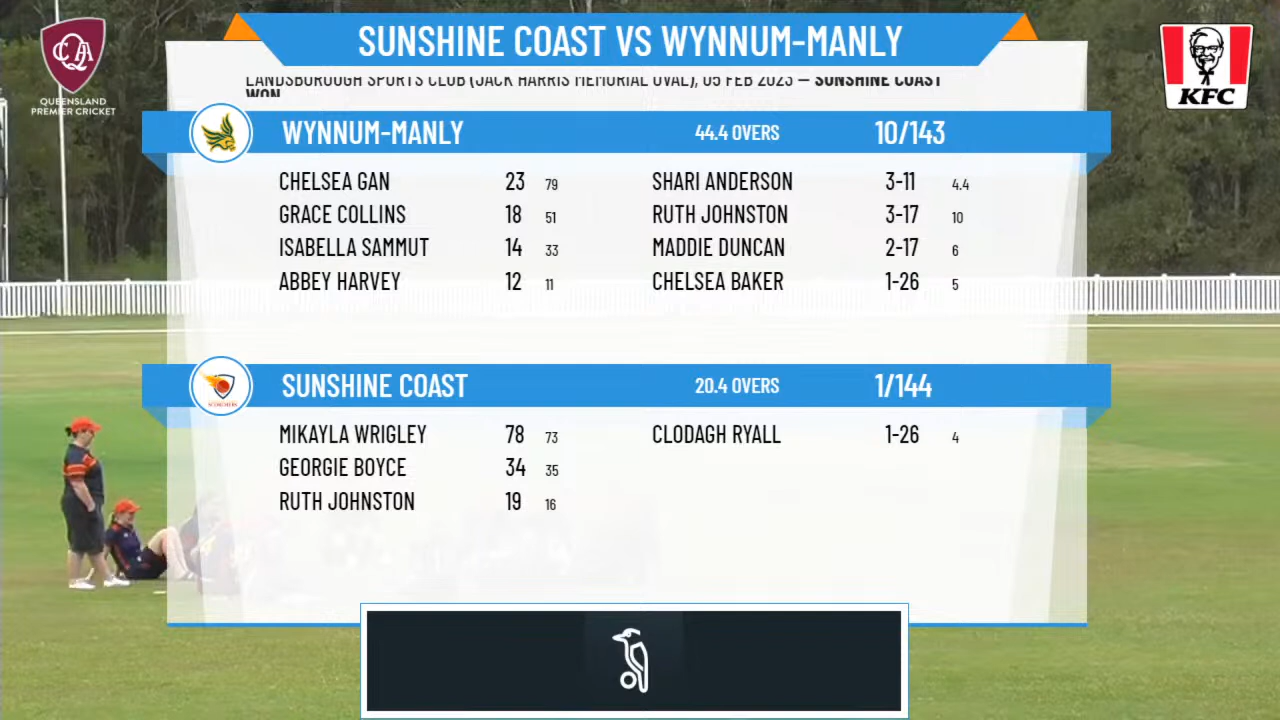 SUNSHINE COAST VS WYNNUM-MANLY
LANDSBOROUGH SPORTS CLUB (JACK HARRIS MEMORIAL OVAL), 05 FEB 2023 — SUNSHINE COAST
WON
QUEENSLAND
PREMIER CRICKET
KFC
WYNNUM-MANLY 44.4 OVERS 10/143
CHELSEA GAN 23 79 SHARI ANDERSON 3-11 4.4
GRACE COLLINS 18 51 RUTH JOHNSTON 3-17 10
ISABELLA SAMMUT 14 33 MADDIE DUNCAN 2-17 6
ABBEY HARVEY 12 11 CHELSEA BAKER 1-26 5
SUNSHINE COAST 20.4 OVERS 1/144
MIKAYLA WRIGLEY 78 73 CLODAGH RYALL 1-26 4
GEORGIE BOYCE 34 35
RUTH JOHNSTON 19 16